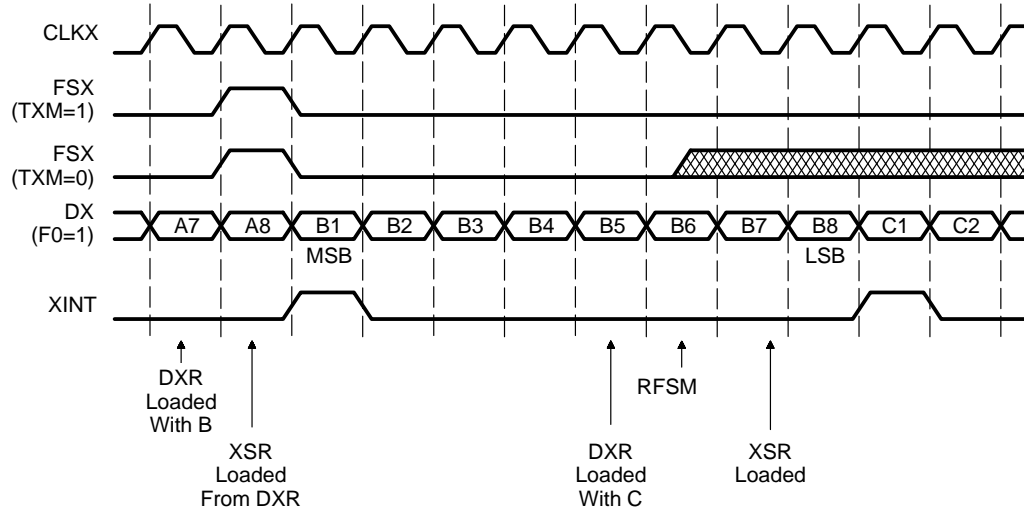 CLKX
FSX
(TXM=1)
FSX
(TXM=0)
DX
(F0=1)
A7 A8 B1 B2 B3 B4 B5 B6 B7 B8 C1 C2
MSB LSB
XINT
DXR
Loaded
With B
XSR
Loaded
From DXR
DXR
Loaded
With C
RFSM
XSR
Loaded